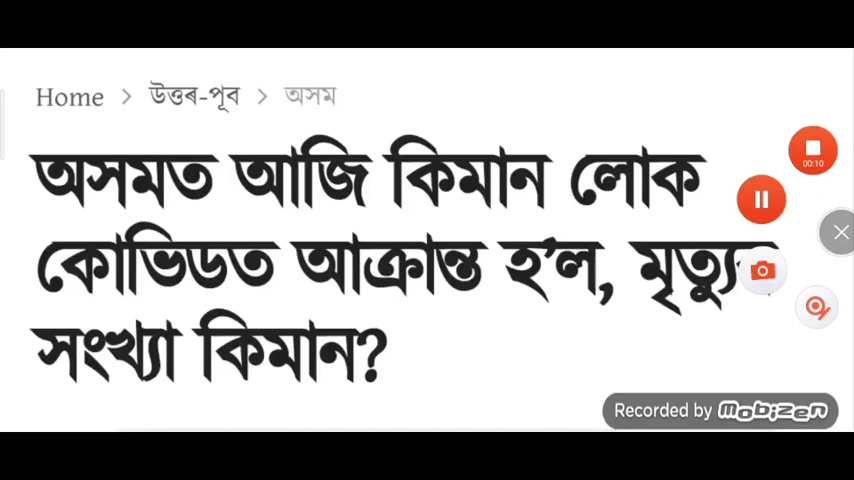 Home > উত্তৰ-পূব > অসম
অসমত আজি কিমান লোক
কোভিডত আক্ৰান্ত হ'ল,
সংখ্যা কিমান?
00:10
Recorded by mobizen